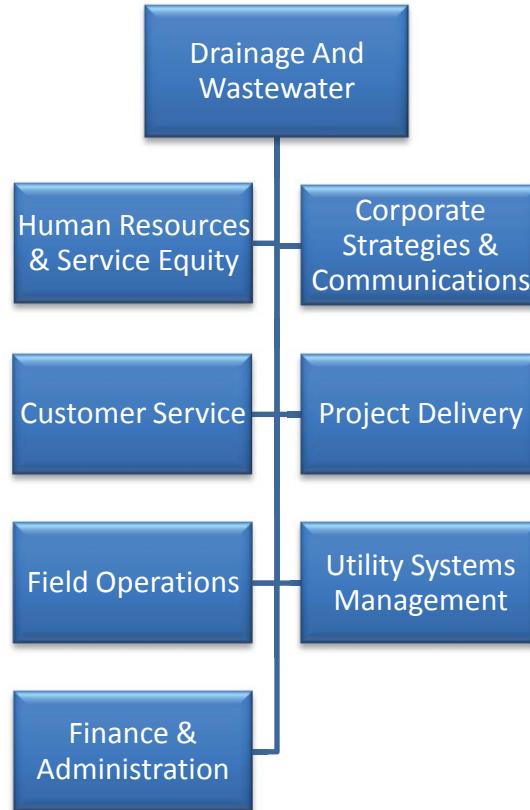 Drainage And
Wastewater
Human Resources
& Service Equity
Corporate
Strategies &
Communications
Customer Service
Project Delivery
Field Operations
Utility Systems
Management
Finance &
Administration